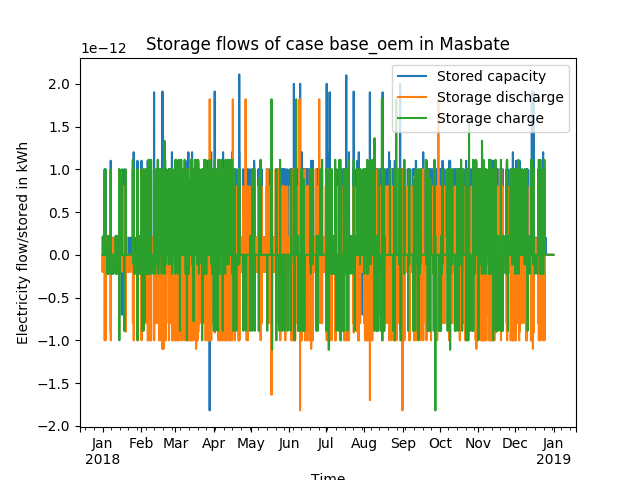 Storage flows of case base_oem in Masbate
1e−12
Stored capacity
Storage discharge
Storage charge
2.0
1.5
1.0
0.5
0.0
−0.5
−1.0
−1.5
−2.0
Electricity flow/stored in kWh
Jan Feb Mar Apr May Jun Jul Aug Sep Oct Nov Dec Jan
2018 2019
Time